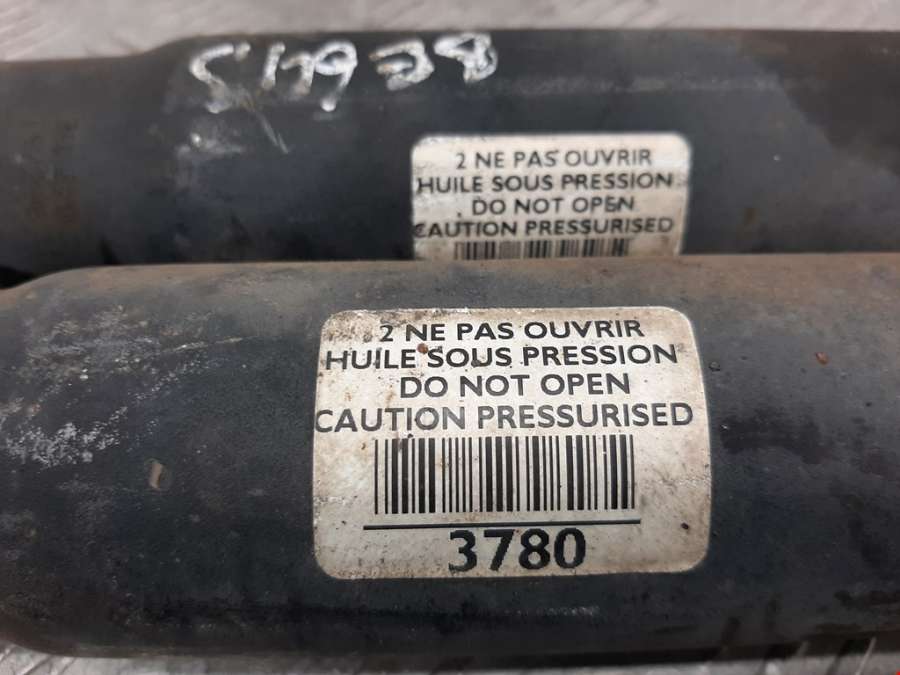 2 NE PAS OUVRIR
HUILE SOUS PRESSION
DO NOT OPEN
CAUTION PRESSURISED
2 NE PAS OUVRIR
HUILE SOUS PRESSION
DO NOT OPEN
CAUTION PRESSURISED
3780